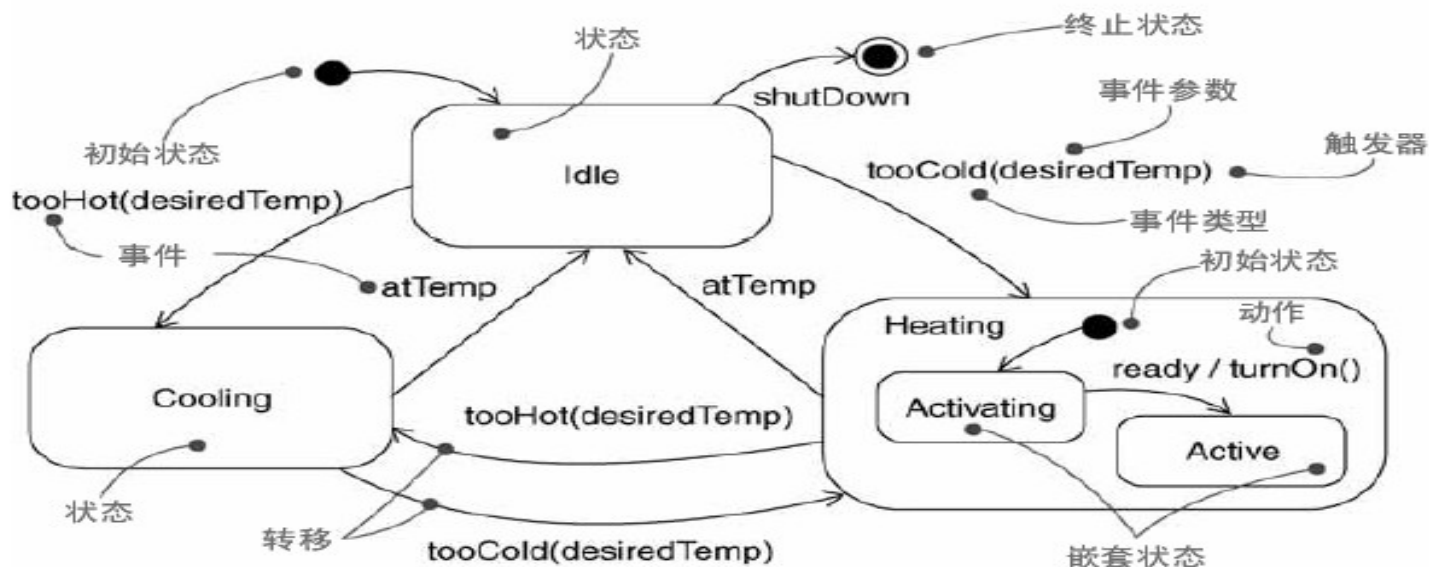 状态
终止状态
shutDown
事件参数
初始状态
触发器
Idle
tooCold(desiredTemp)
tooHot(desiredTemp)
事件类型
事件
初始状态
atTemp
atTemp
Heating
动作
ready / turnOn()
Cooling
tooHot(desiredTemp)
Activating
Active
状态
转移
tooCold(desiredTemp)
嵌套状态